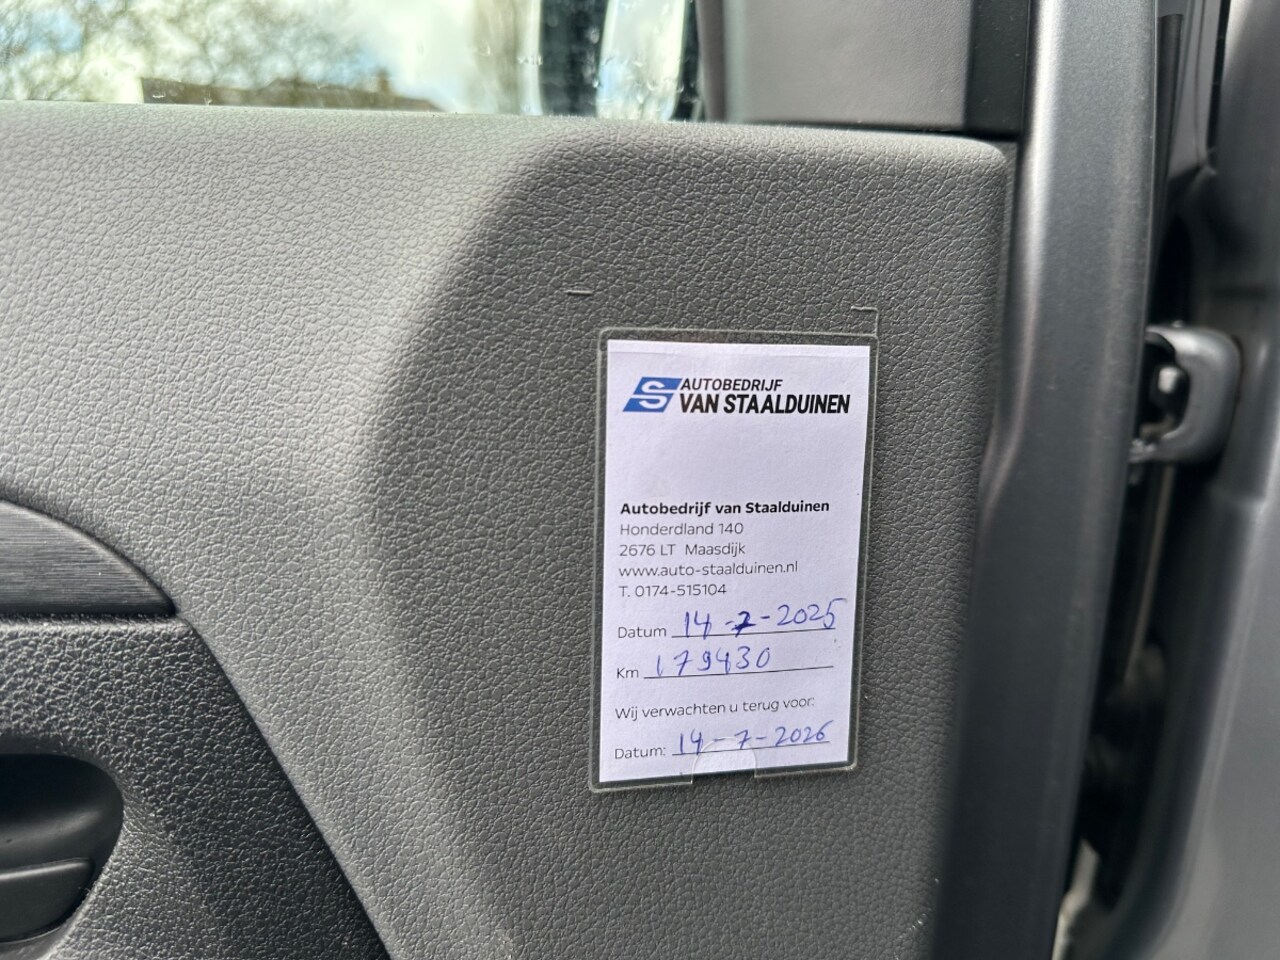 S AUTOBEDRIJF
VAN STAALDUINEN
Autobedrijf van Staalduinen
Honderdland 140
2676 LT Maasdijk
www.auto-staalduinen.nl
T. 0174-515104
Datum 14-7-2025
Km 179430
Wij verwachten u terug voor:
Datum: 14-7-2026